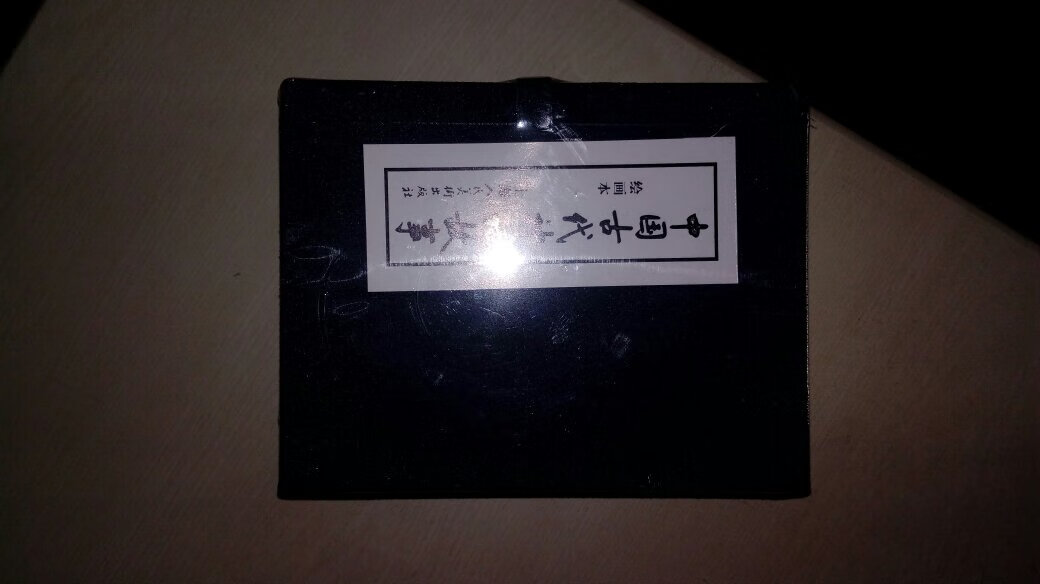 中国古代故事
绘画本 人民美术出版社